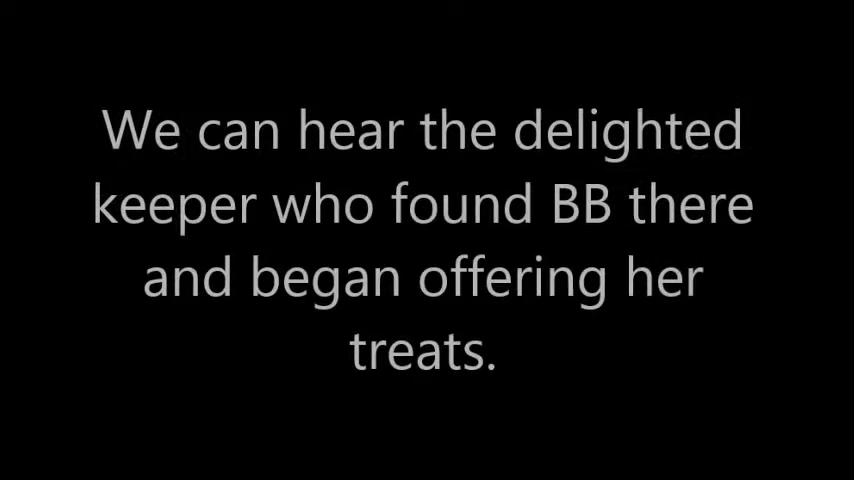 We can hear the delighted
keeper who found BB there
and began offering her
treats.